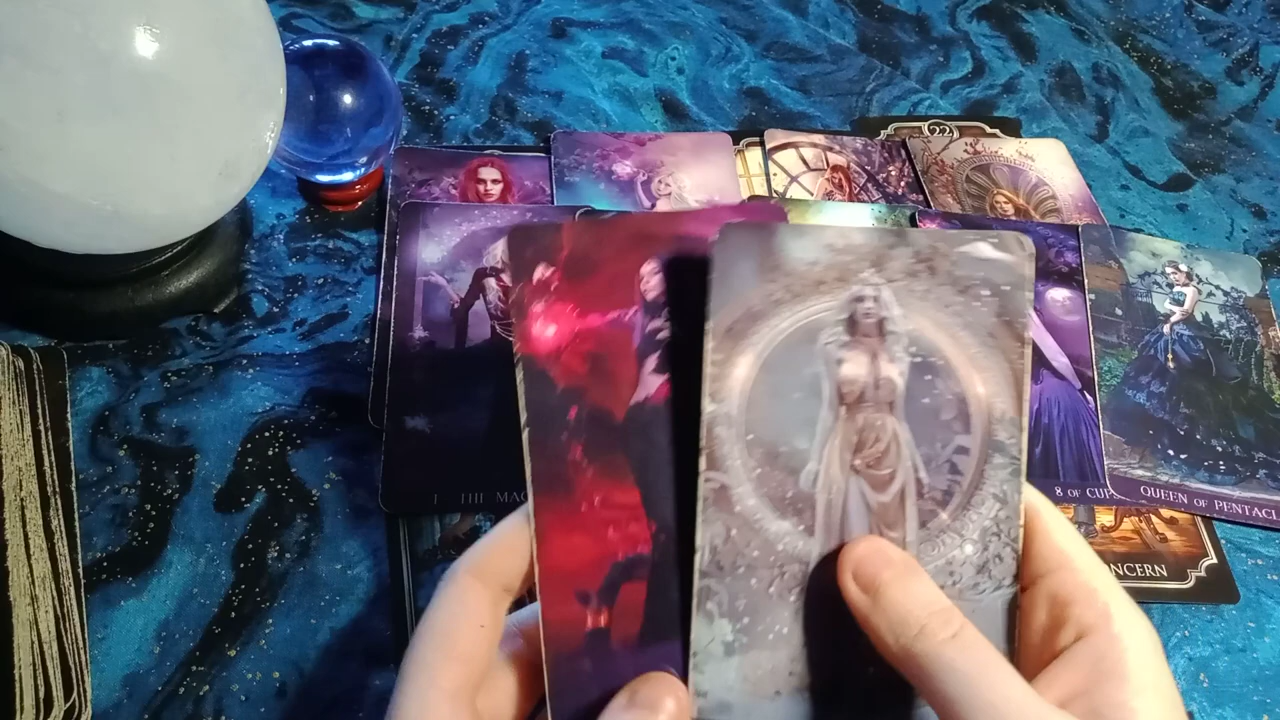 22
I THE MAG
8 OF CUPS
QUEEN OF PENTACL
NCERN